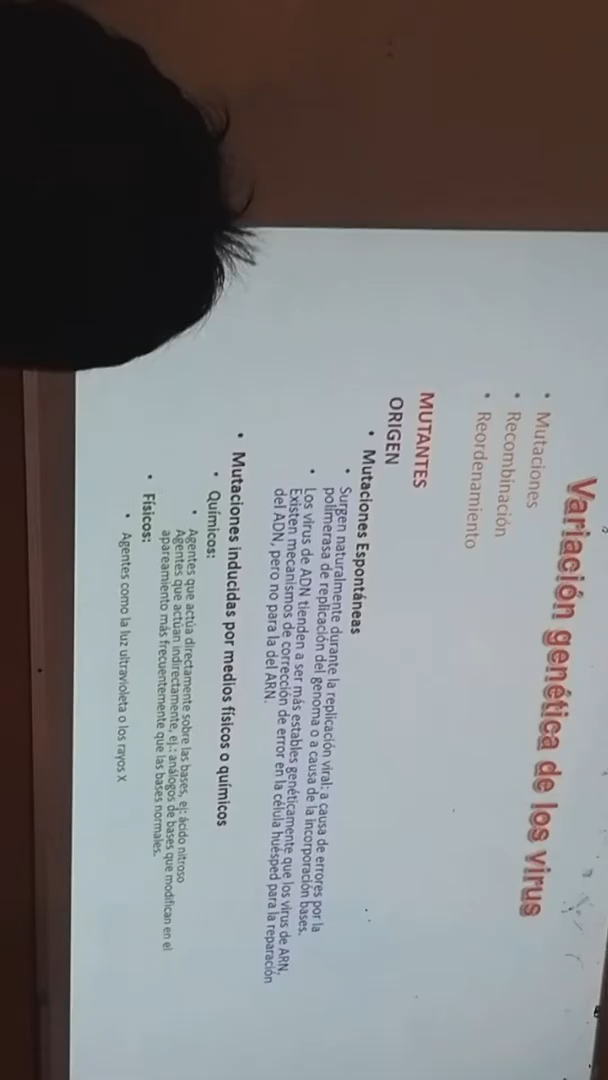 Variación genética de los virus
• Mutaciones
• Recombinación
• Reordenamiento
MUTANTES
ORIGEN
• Mutaciones Espontáneas
• Surgen naturalmente durante la replicación viral: a causa de errores por la
polimerasa de replicación del genoma o a causa de la incorporación bases.
• Los virus de ADN tienden a ser más estables genéticamente que los virus de ARN.
Existen mecanismos de corrección de error en la célula huésped para la reparación
del ADN, pero no para la del ARN.
• Mutaciones inducidas por medios físicos o químicos
• Químicos:
• Agentes que actúa directamente sobre las bases, ej: ácido nitroso
Agentes que actúan indirectamente, ej.: análogos de bases que modifican en el
apareamiento más frecuentemente que las bases normales.
• Físicos:
• Agentes como la luz ultravioleta o los rayos X